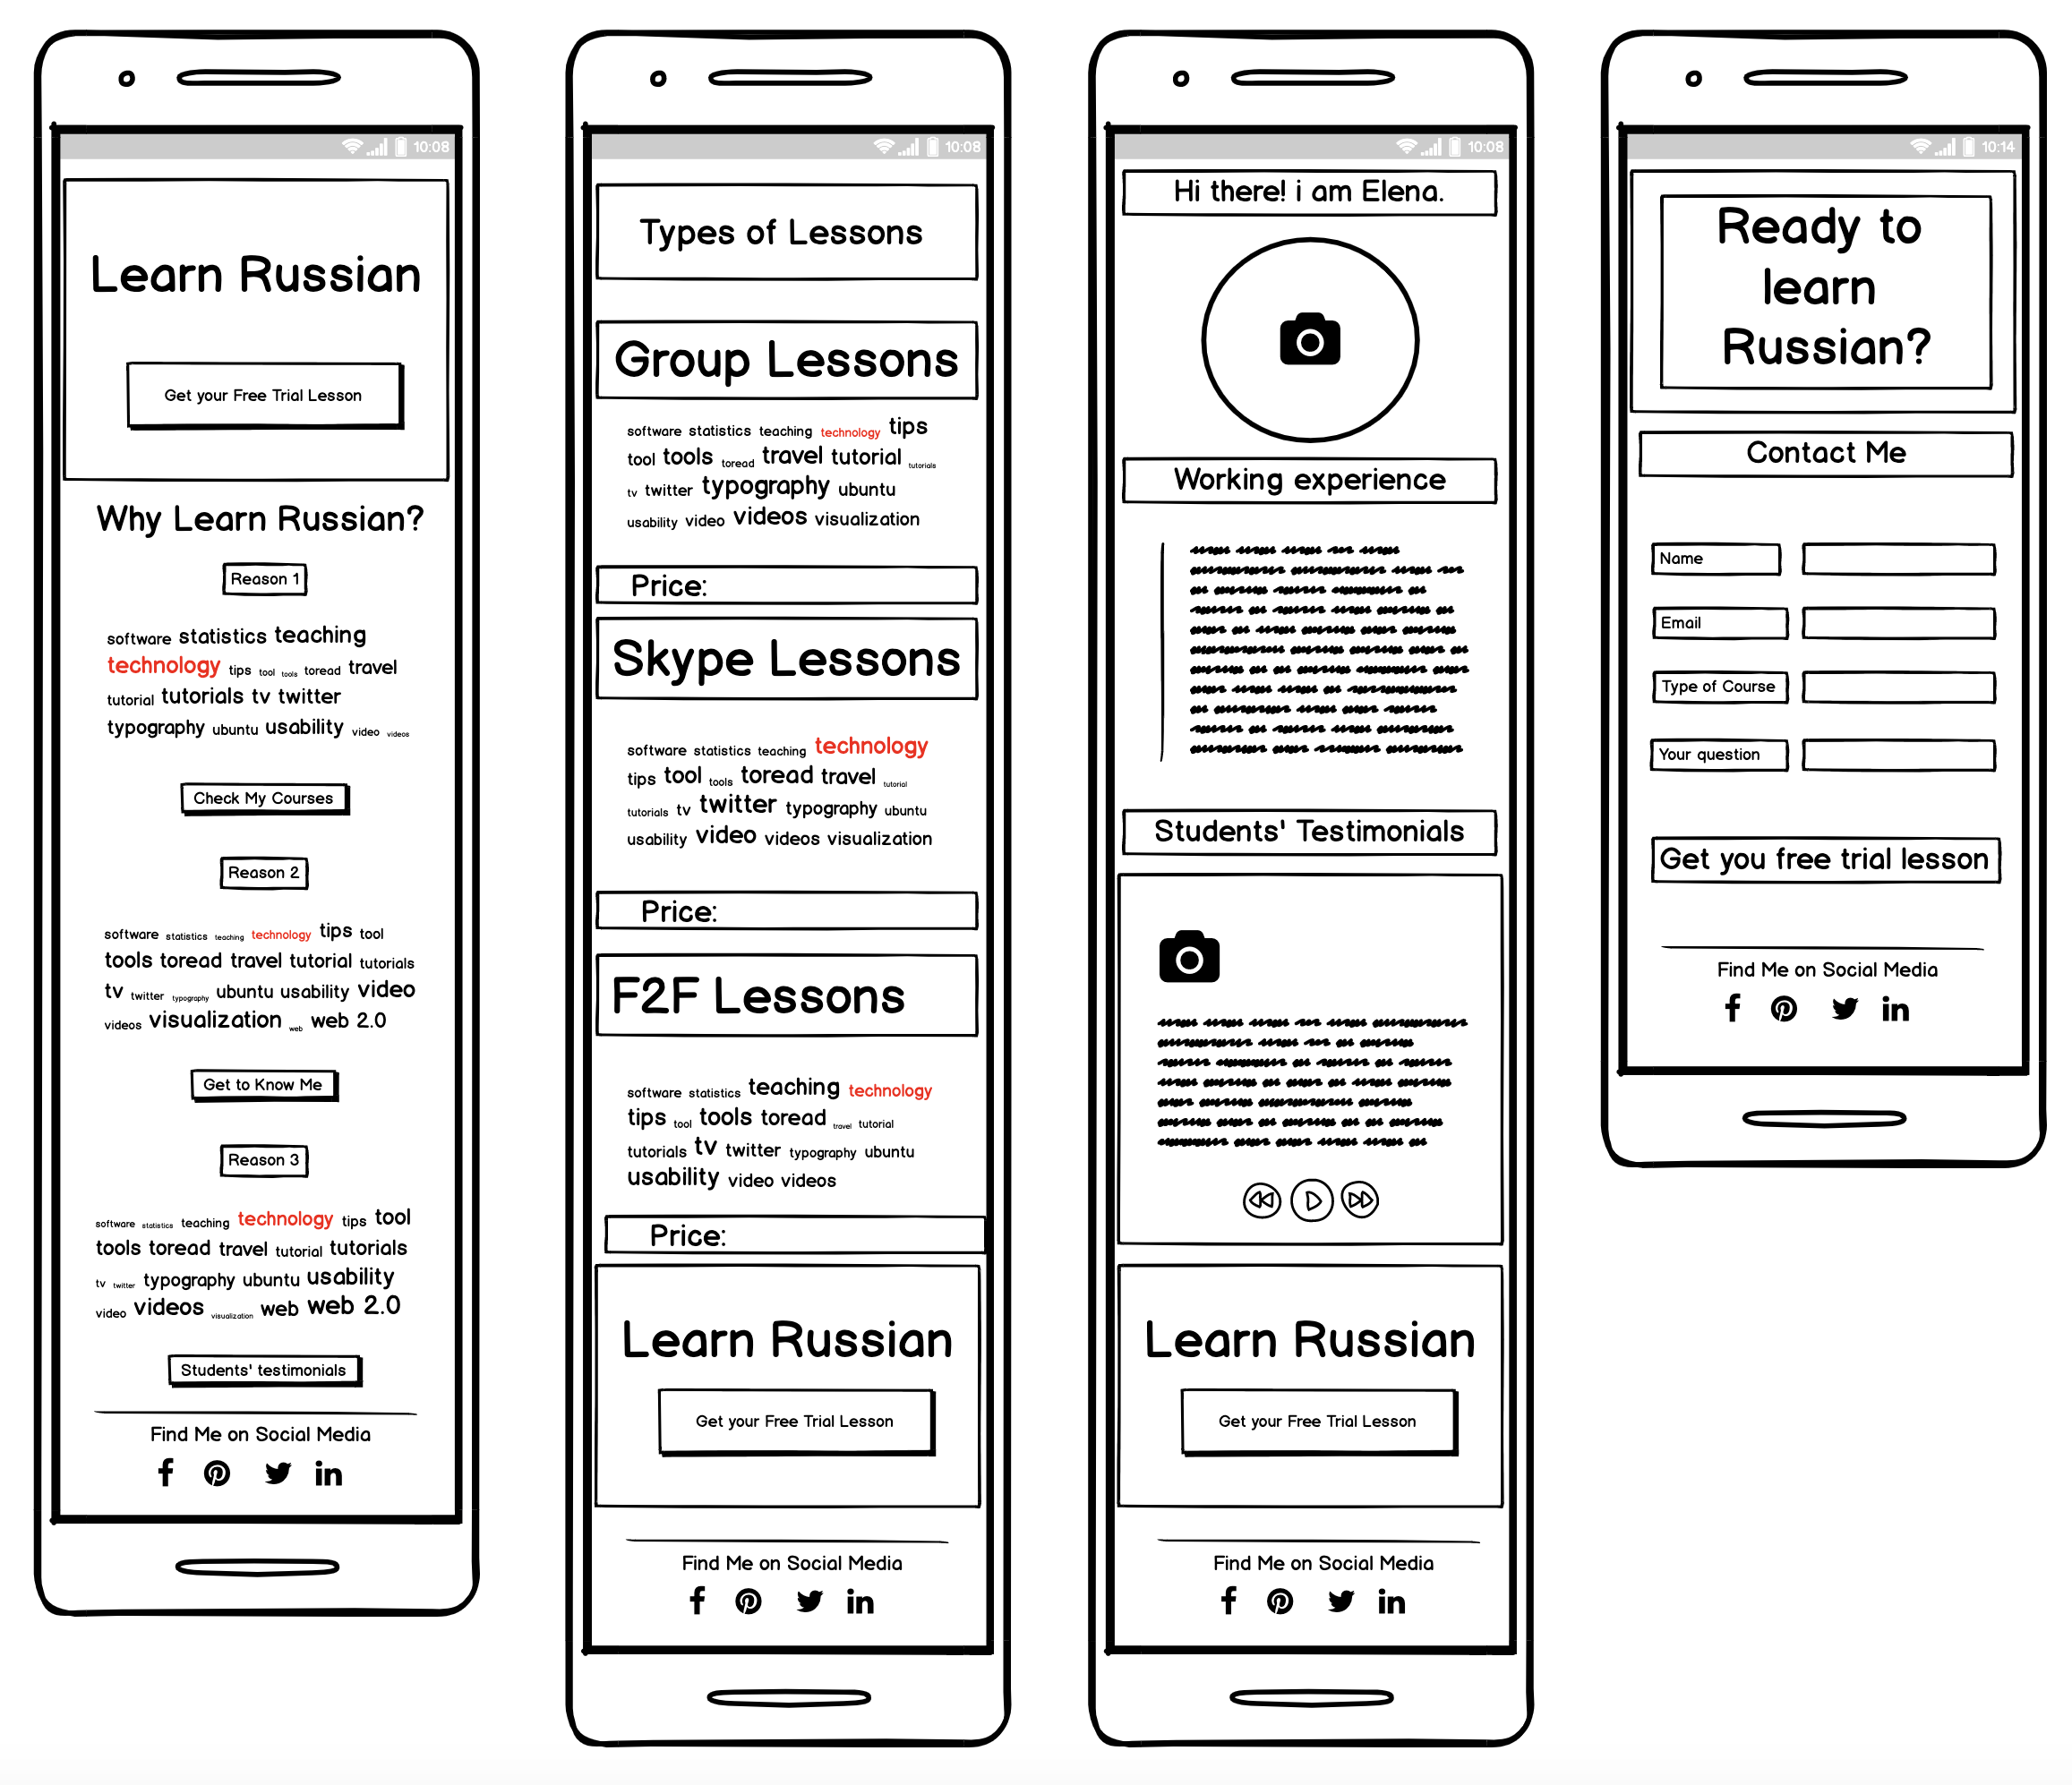 10:08
Learn Russian
Get your Free Trial Lesson
Why Learn Russian?
Reason 1
software statistics teaching
technology tips tool tools toread travel
tutorial tutorials tv twitter
typography ubuntu usability video videos
Check My Courses
Reason 2
software statistics teaching technology tips tool
tools toread travel tutorial tutorials
tv twitter typography ubuntu usability video
videos visualization web web 2.0
Get to Know Me
Reason 3
software statistics teaching technology tips tool
tools toread travel tutorial tutorials
tv twitter typography ubuntu usability
video videos visualization web web 2.0
Students' testimonials
Find Me on Social Media
10:08
Types of Lessons
Group Lessons
software statistics teaching technology tips
tool tools toread travel tutorial tutorials
tv twitter typography ubuntu
usability video videos visualization
Price:
Skype Lessons
software statistics teaching technology
tips tool tools toread travel tutorial
tutorials tv twitter typography ubuntu
usability video videos visualization
Price:
F2F Lessons
software statistics teaching technology
tips tool tools toread travel tutorial
tutorials tv twitter typography ubuntu
usability video videos
Price:
Learn Russian
Get your Free Trial Lesson
Find Me on Social Media
10:08
Hi there! i am Elena.
Working experience
Students' Testimonials
Learn Russian
Get your Free Trial Lesson
Find Me on Social Media
10:14
Ready to
learn
Russian?
Contact Me
Name
Email
Type of Course
Your question
Get you free trial lesson
Find Me on Social Media